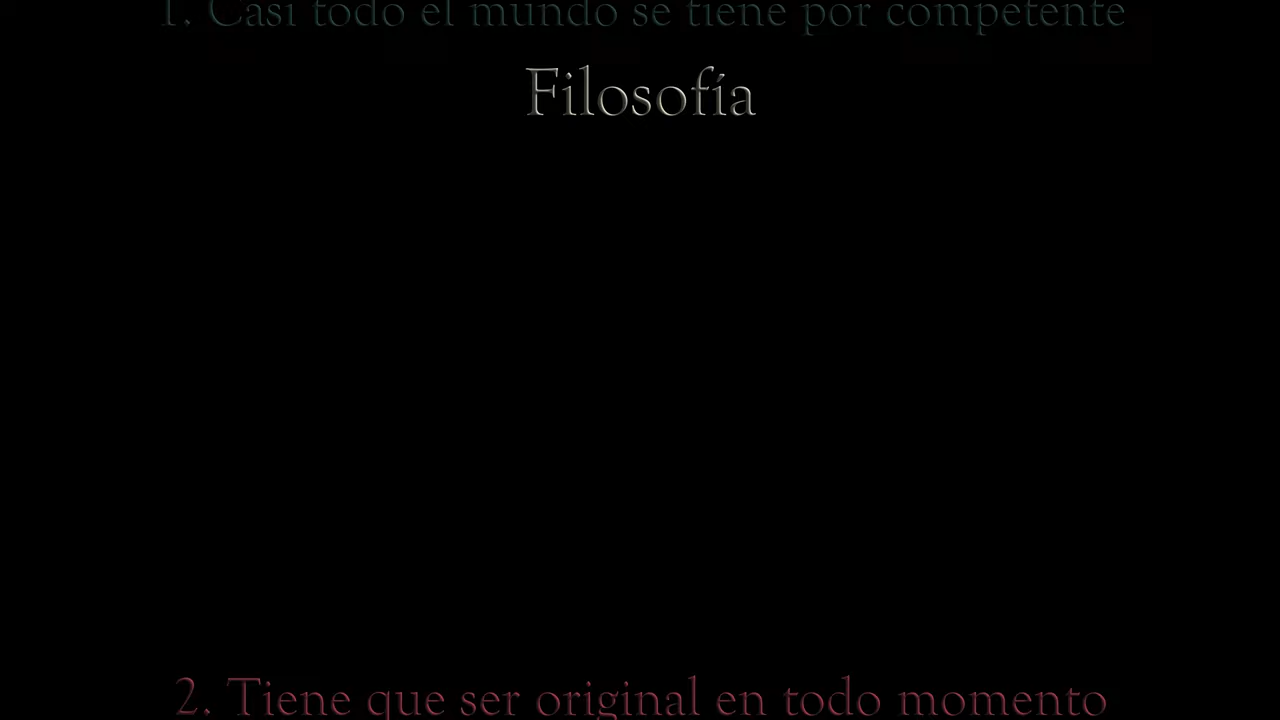 1. Casi todo el mundo se tiene por competente
Filosofía
2. Tiene que ser original en todo momento